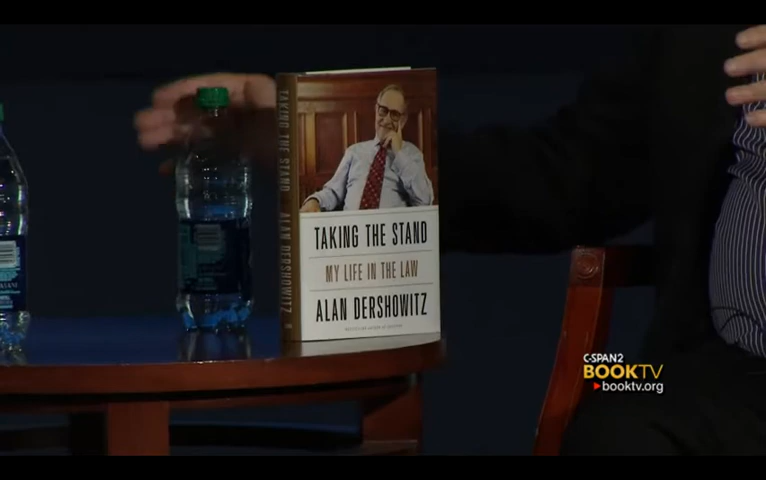 TAKING THE STAND ALAN DERSHOWITZ
TAKING THE STAND
MY LIFE IN THE LAW
ALAN DERSHOWITZ
C-SPAN2
BOOKTV
booktv.org